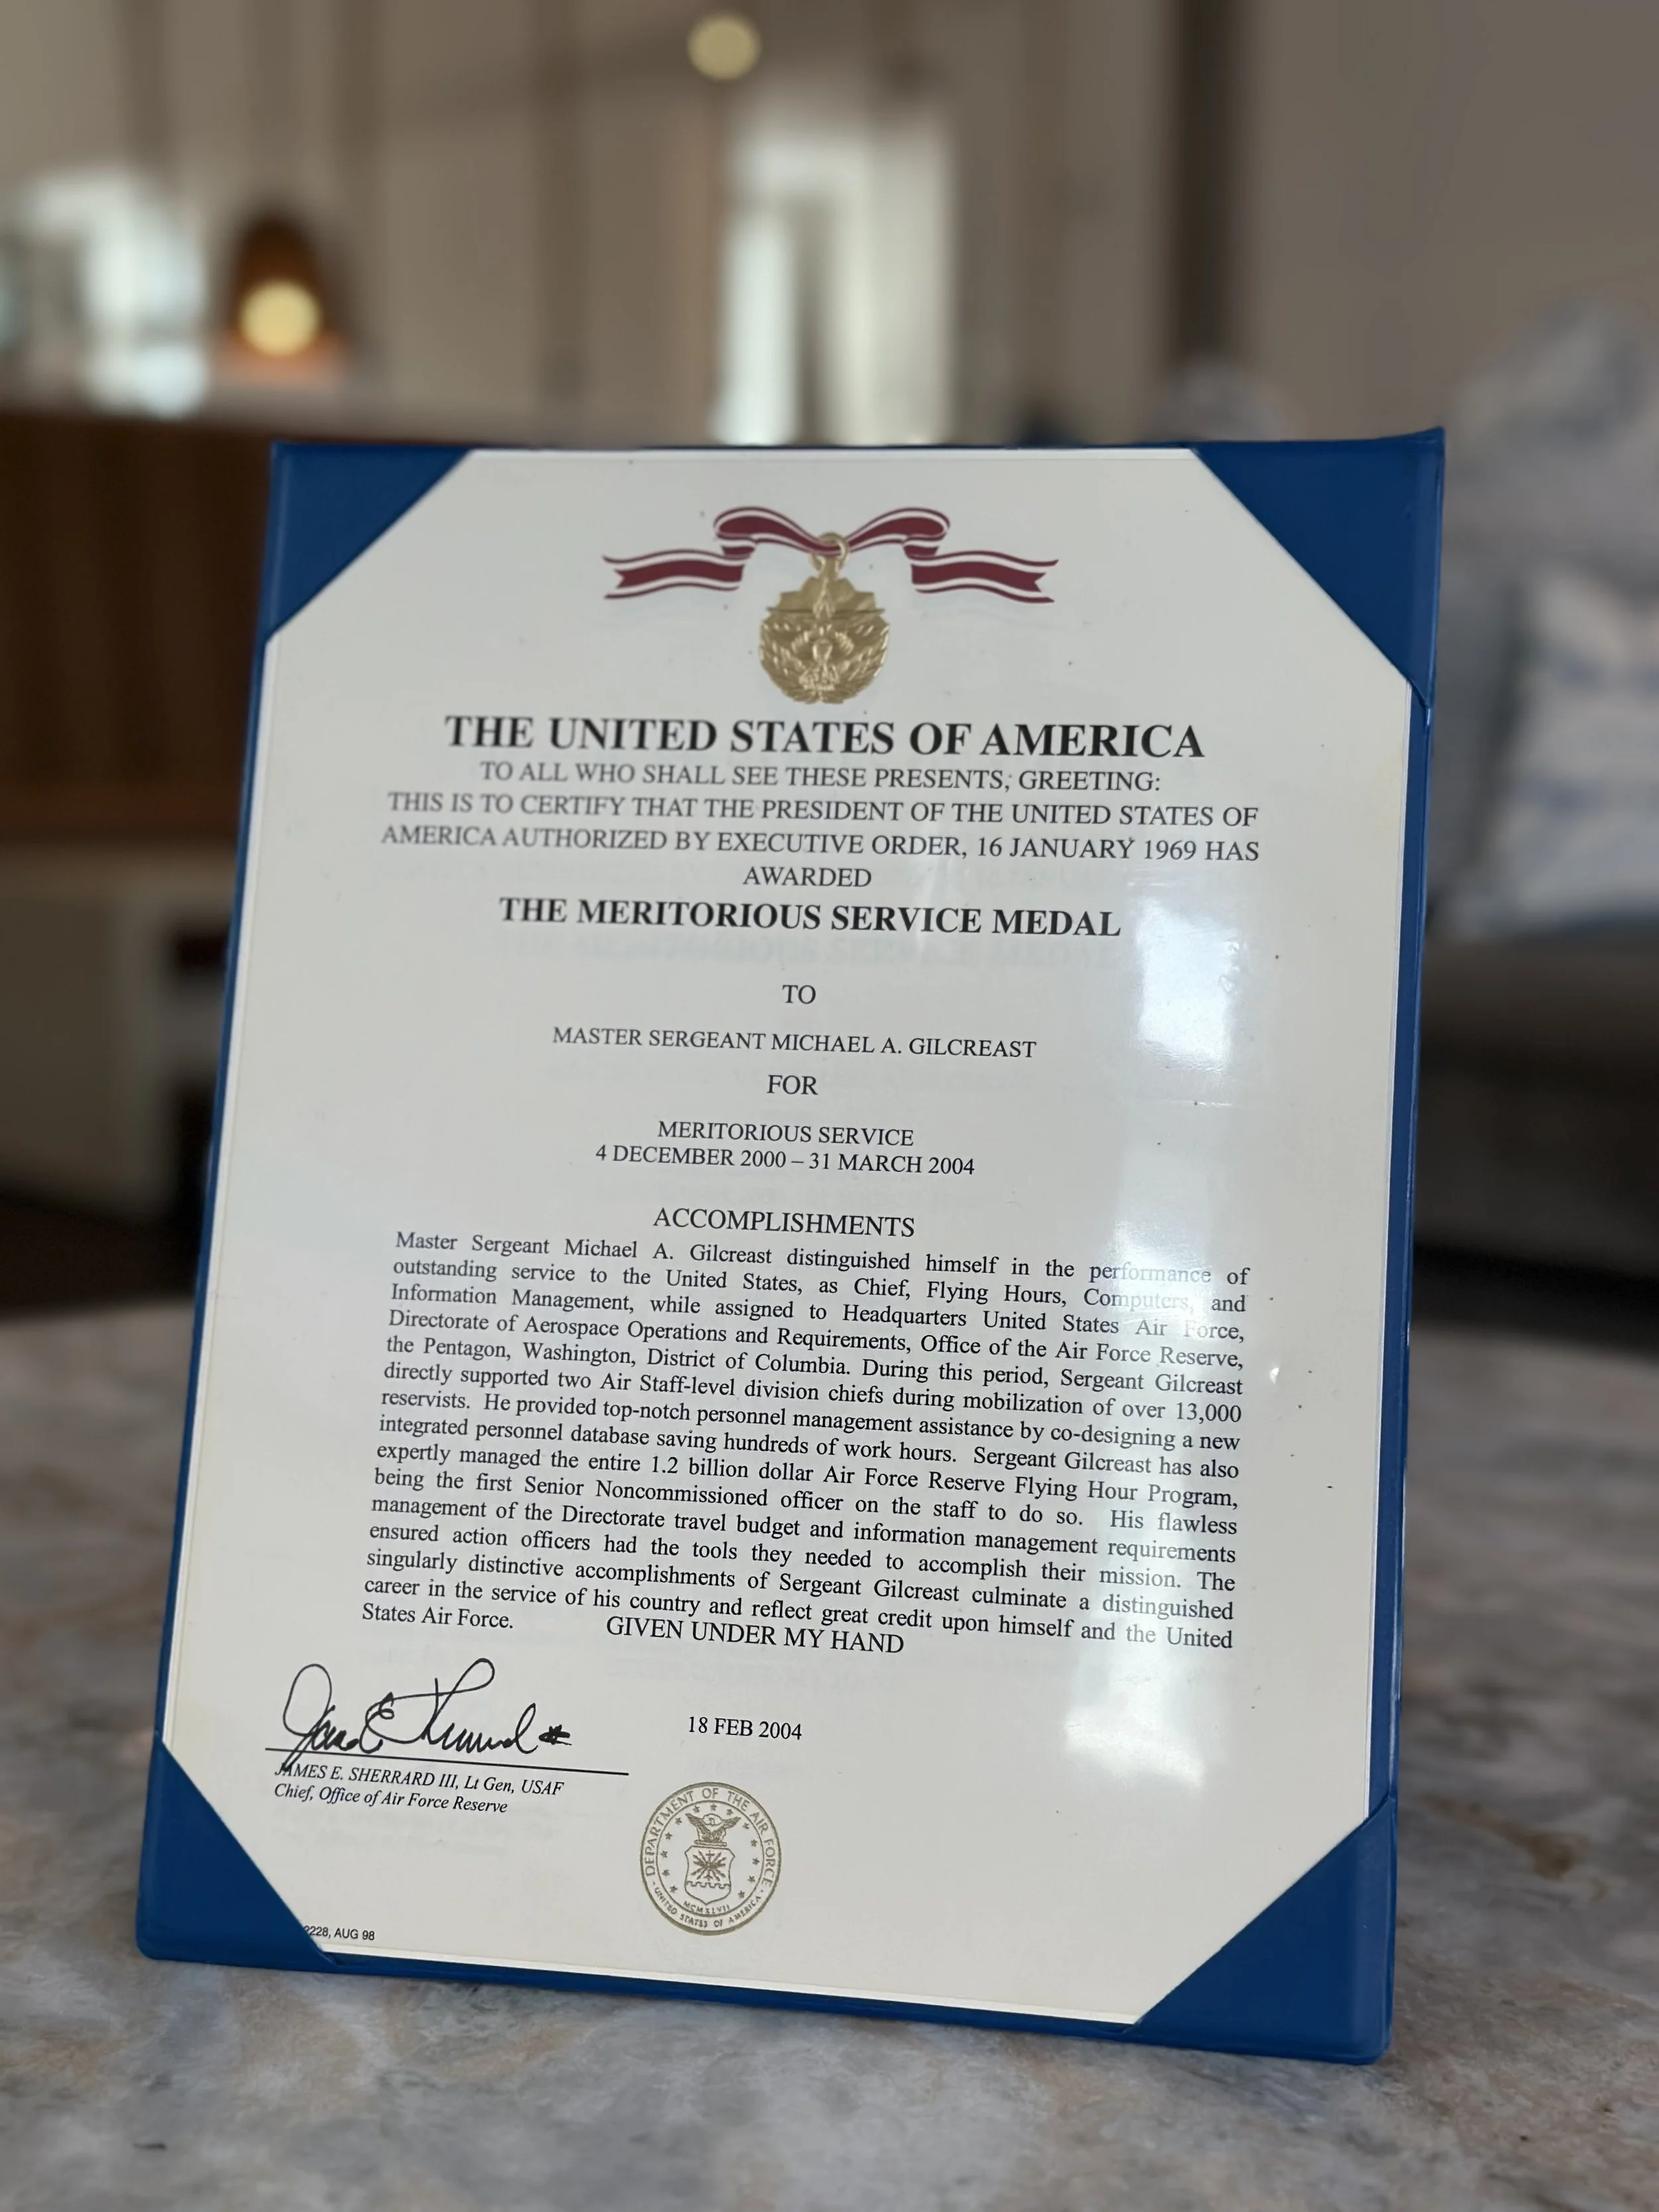 THE UNITED STATES OF AMERICA
TO ALL WHO SHALL SEE THESE PRESENTS, GREETING:
THIS IS TO CERTIFY THAT THE PRESIDENT OF THE UNITED STATES OF
AMERICA AUTHORIZED BY EXECUTIVE ORDER, 16 JANUARY 1969 HAS
AWARDED
THE MERITORIOUS SERVICE MEDAL
TO
MASTER SERGEANT MICHAEL A. GILCREAST
FOR
MERITORIOUS SERVICE
4 DECEMBER 2000 – 31 MARCH 2004
ACCOMPLISHMENTS
Master Sergeant Michael A. Gilcreast distinguished himself in the performance of
outstanding service to the United States, as Chief, Flying Hours, Computers, and
Information Management, while assigned to Headquarters United States Air Force,
Directorate of Aerospace Operations and Requirements, Office of the Air Force Reserve,
the Pentagon, Washington, District of Columbia. During this period, Sergeant Gilcreast
directly supported two Air Staff-level division chiefs during mobilization of over 13,000
reservists. He provided top-notch personnel management assistance by co-designing a new
integrated personnel database saving hundreds of work hours. Sergeant Gilcreast has also
expertly managed the entire 1.2 billion dollar Air Force Reserve Flying Hour Program,
being the first Senior Noncommissioned officer on the staff to do so. His flawless
management of the Directorate travel budget and information management requirements
ensured action officers had the tools they needed to accomplish their mission. The
singularly distinctive accomplishments of Sergeant Gilcreast culminate a distinguished
career in the service of his country and reflect great credit upon himself and the United
States Air Force.
GIVEN UNDER MY HAND
18 FEB 2004
JAMES E. SHERRARD III, Lt Gen, USAF
Chief, Office of Air Force Reserve
DEPARTMENT OF THE AIR FORCE
MCMXLVII
UNITED STATES OF AMERICA
2228, AUG 98